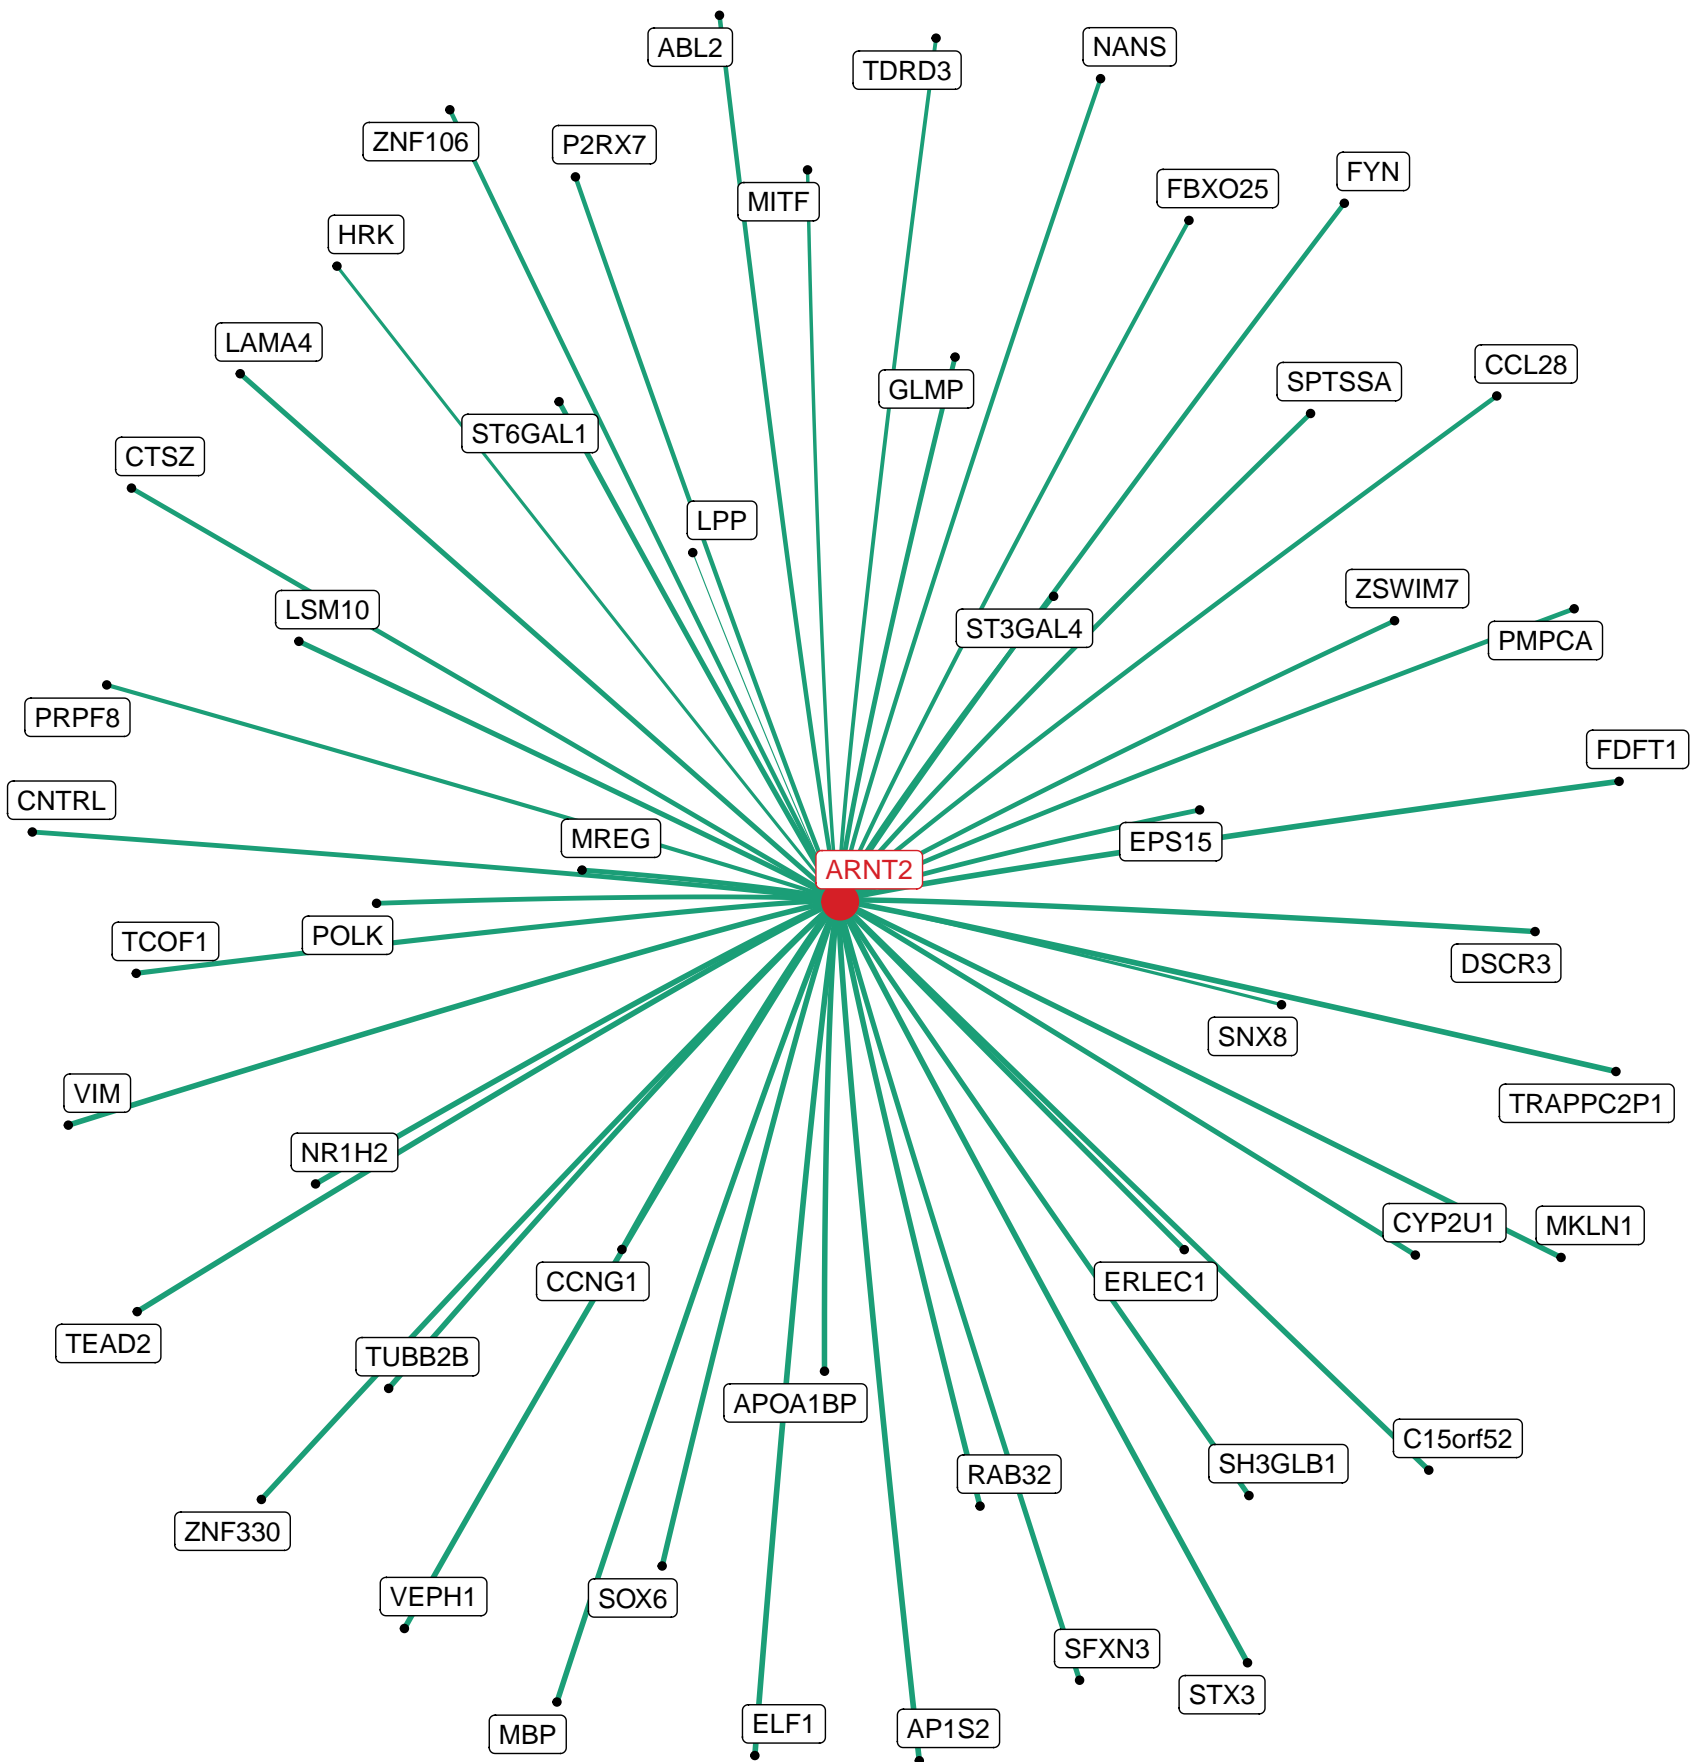 ABL2
NANS
TDRD3
ZNF106
P2RX7
FYN
FBXO25
MITF
HRK
LAMA4
CCL28
SPTSSA
GLMP
ST6GAL1
CTSZ
LPP
ZSWIM7
LSM10
ST3GAL4
PMPCA
PRPF8
FDFT1
CNTRL
MREG
EPS15
ARNT2
POLK
TCOF1
DSCR3
SNX8
VIM
TRAPPC2P1
NR1H2
CYP2U1
MKLN1
CCNG1
ERLEC1
TEAD2
TUBB2B
APOA1BP
C15orf52
SH3GLB1
RAB32
ZNF330
VEPH1
SOX6
SFXN3
STX3
ELF1
AP1S2
MBP